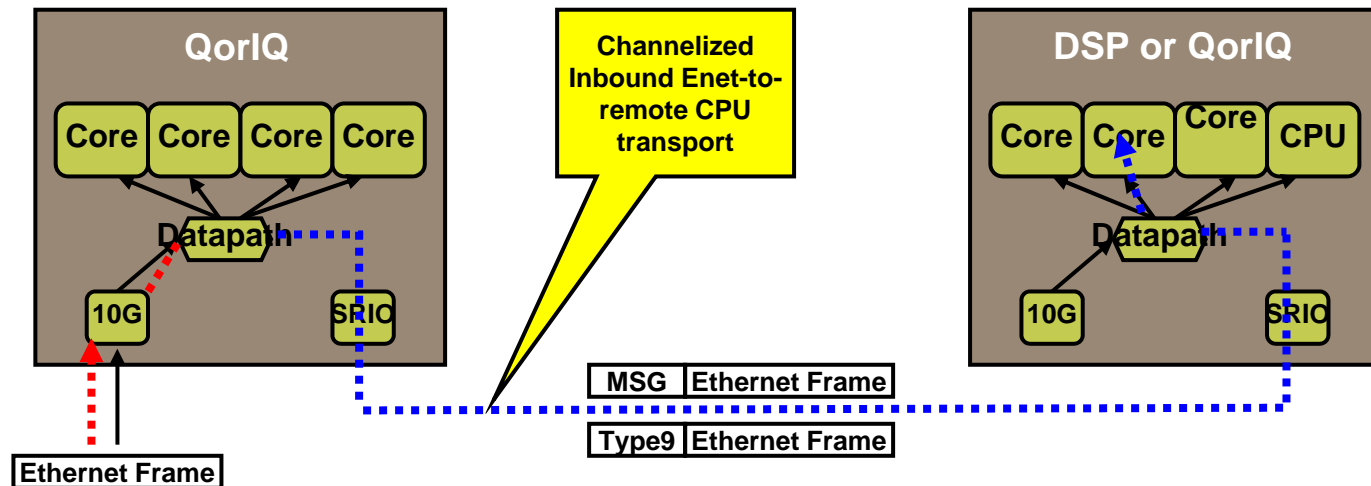 QorIQ
Core Core Core Core
Datapath
10G
SRIO
Channelized
Inbound Enet-to-
remote CPU
transport
DSP or QorIQ
Core Core Core CPU
Datapath
10G
SRIO
MSG Ethernet Frame
Type9 Ethernet Frame
Ethernet Frame